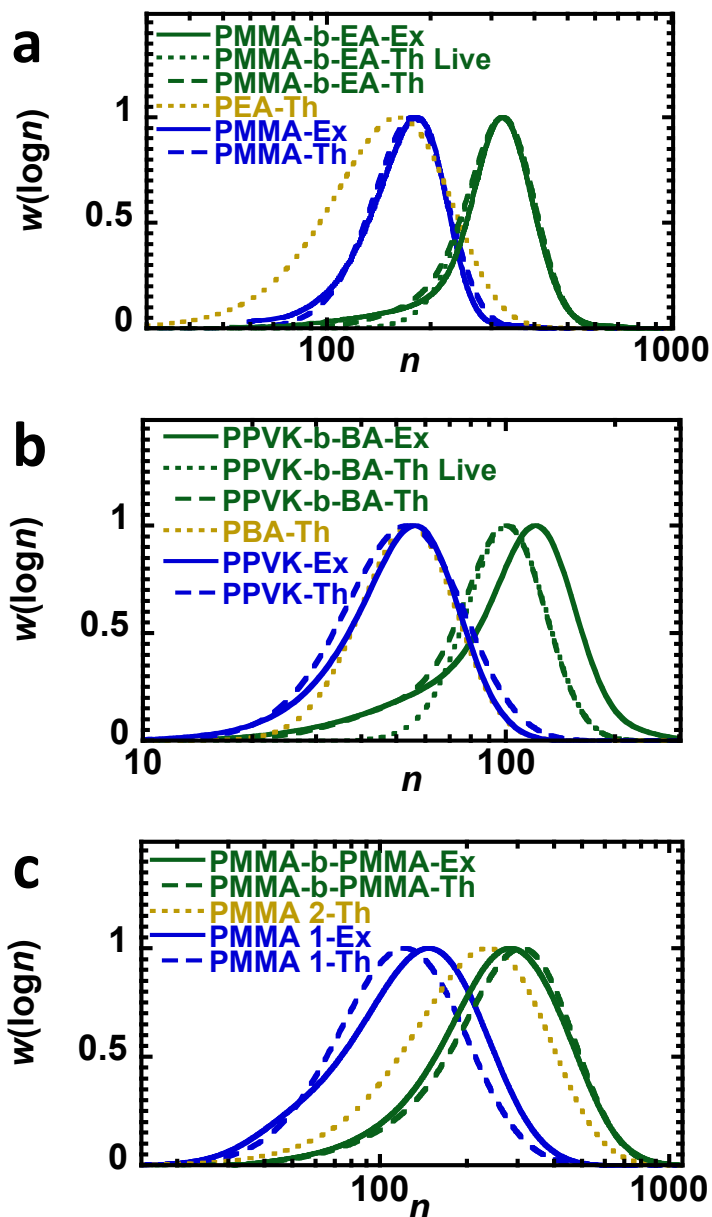 a
PMMA-b-EA-Ex
PMMA-b-EA-Th Live
PMMA-b-EA-Th
PEA-Th
PMMA-Ex
PMMA-Th
w(logn)
1
0.5
0
100
1000
n
b
PPVK-b-BA-Ex
PPVK-b-BA-Th Live
PPVK-b-BA-Th
PBA-Th
PPVK-Ex
PPVK-Th
w(logn)
1
0.5
0
10
100
n
c
PMMA-b-PMMA-Ex
PMMA-b-PMMA-Th
PMMA 2-Th
PMMA 1-Ex
PMMA 1-Th
w(logn)
1
0.5
0
100
1000
n